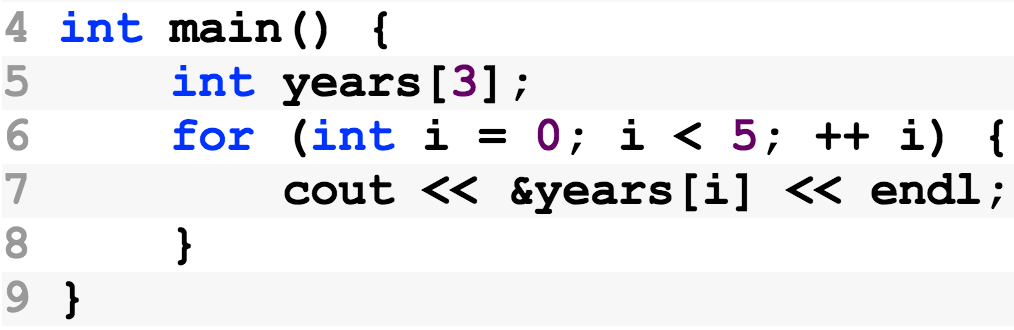 4 int main() {
5     int years[3];
6     for (int i = 0; i < 5; ++ i) {
7         cout << &years[i] << endl;
8     }
9 }